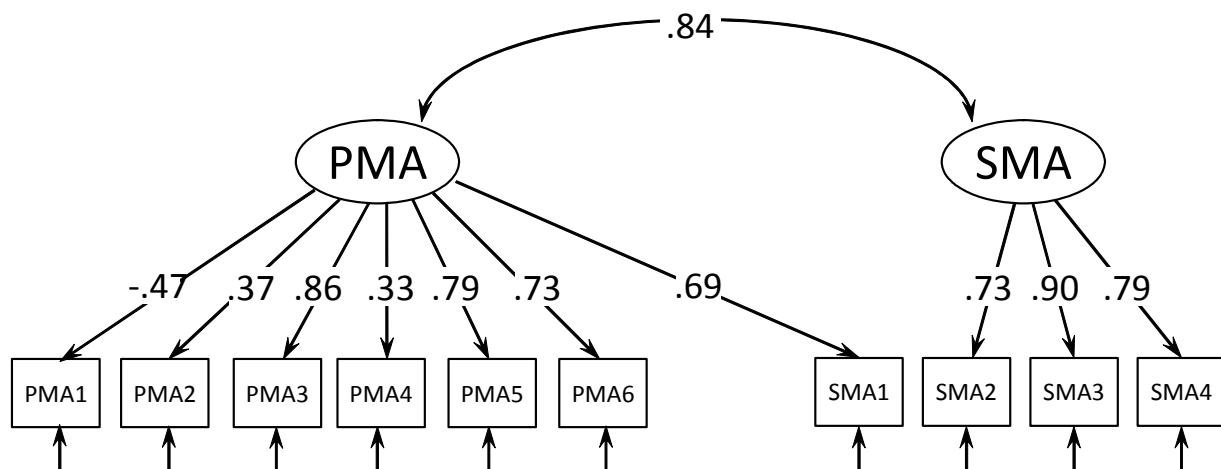 .84
PMA SMA
-.47 .37 .86 .33 .79 .73 .69 .73 .90 .79
PMA1 PMA2 PMA3 PMA4 PMA5 PMA6 SMA1 SMA2 SMA3 SMA4